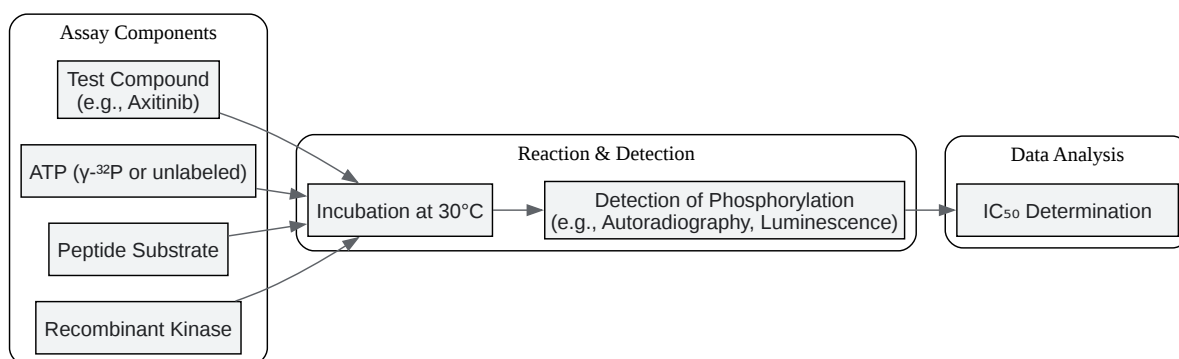 Assay Components
Test Compound
(e.g., Axitinib)
ATP (γ-³²P or unlabeled)
Peptide Substrate
Recombinant Kinase
Reaction & Detection
Incubation at 30°C
Detection of Phosphorylation
(e.g., Autoradiography, Luminescence)
Data Analysis
IC₅₀ Determination